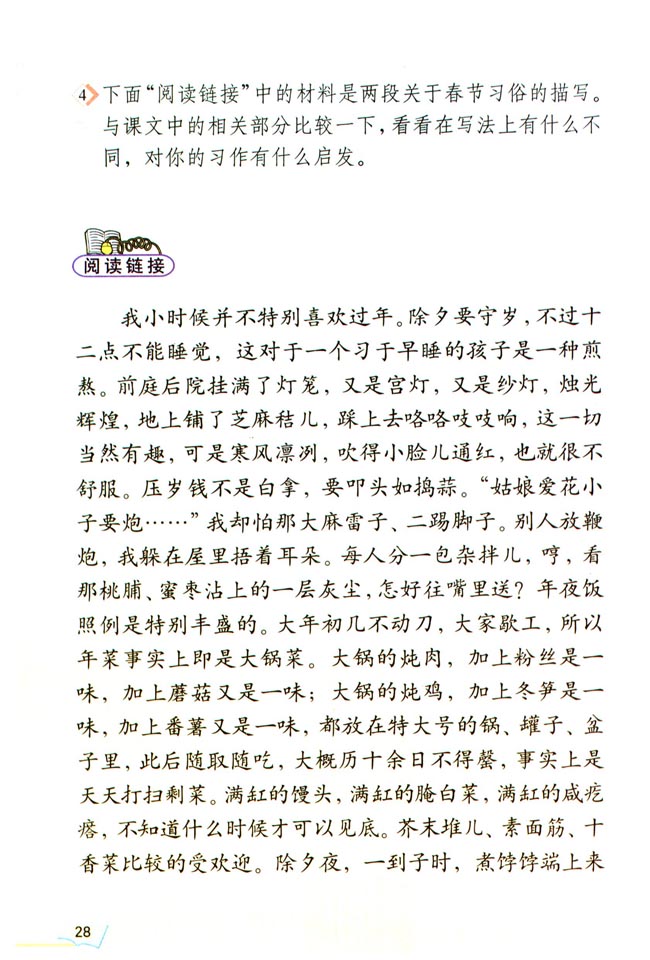 4 下面“阅读链接”中的材料是两段关于春节习俗的描写。
与课文中的相关部分比较一下，看看在写法上有什么不
同，对你的习作有什么启发。
阅读链接
我小时候并不特别喜欢过年。除夕要守岁，不过十
二点不能睡觉，这对于一个习于早睡的孩子是一种煎
熬。前庭后院挂满了灯笼，又是宫灯，又是纱灯，烛光
辉煌，地上铺了芝麻秸儿，踩上去咯咯吱吱响，这一切
当然有趣，可是寒风凛冽，吹得小脸儿通红，也就很不
舒服。压岁钱不是白拿，要叩头如捣蒜。“姑娘爱花小
子要炮……”我却怕那大麻雷子、二踢脚子。别人放鞭
炮，我躲在屋里捂着耳朵。每人分一包杂拌儿，哼，看
那桃脯、蜜枣沾上的一层灰尘，怎好往嘴里送？年夜饭
照例是特别丰盛的。大年初几不动刀，大家歇工，所以
年菜事实上即是大锅菜。大锅的炖肉，加上粉丝是一
味，加上蘑菇又是一味；大锅的炖鸡，加上冬笋是一
味，加上番薯又是一味，都放在特大号的锅、罐子、盆
子里，此后随取随吃，大概历十余日不得罄，事实上是
天天打扫剩菜。满缸的馒头，满缸的腌白菜，满缸的咸疙
瘩，不知道什么时候才可以见底。芥末堆儿、素面筋、十
香菜比较的受欢迎。除夕夜，一到子时，煮饽饽端上来
28